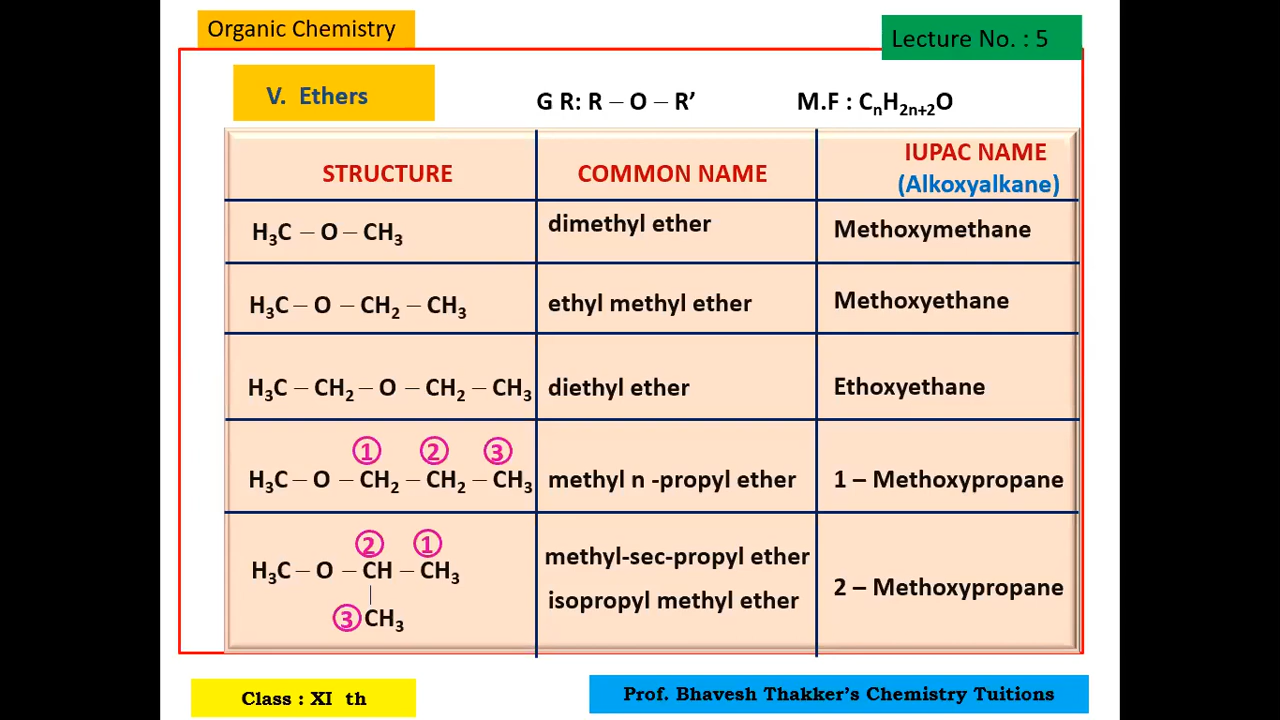 Organic Chemistry
Lecture No. : 5
V. Ethers
G R: R – O – R’
M.F : CₙH₂ₙ₊₂O
STRUCTURE
COMMON NAME
IUPAC NAME
(Alkoxyalkane)
H₃C – O – CH₃
dimethyl ether
Methoxymethane
H₃C – O – CH₂ – CH₃
ethyl methyl ether
Methoxyethane
H₃C – CH₂ – O – CH₂ – CH₃
diethyl ether
Ethoxyethane
① ② ③
H₃C – O – CH₂ – CH₂ – CH₃
methyl n -propyl ether
1 – Methoxypropane
② ①
H₃C – O – CH – CH₃
|
③ CH₃
methyl-sec-propyl ether
isopropyl methyl ether
2 – Methoxypropane
Class : XI th
Prof. Bhavesh Thakker’s Chemistry Tuitions